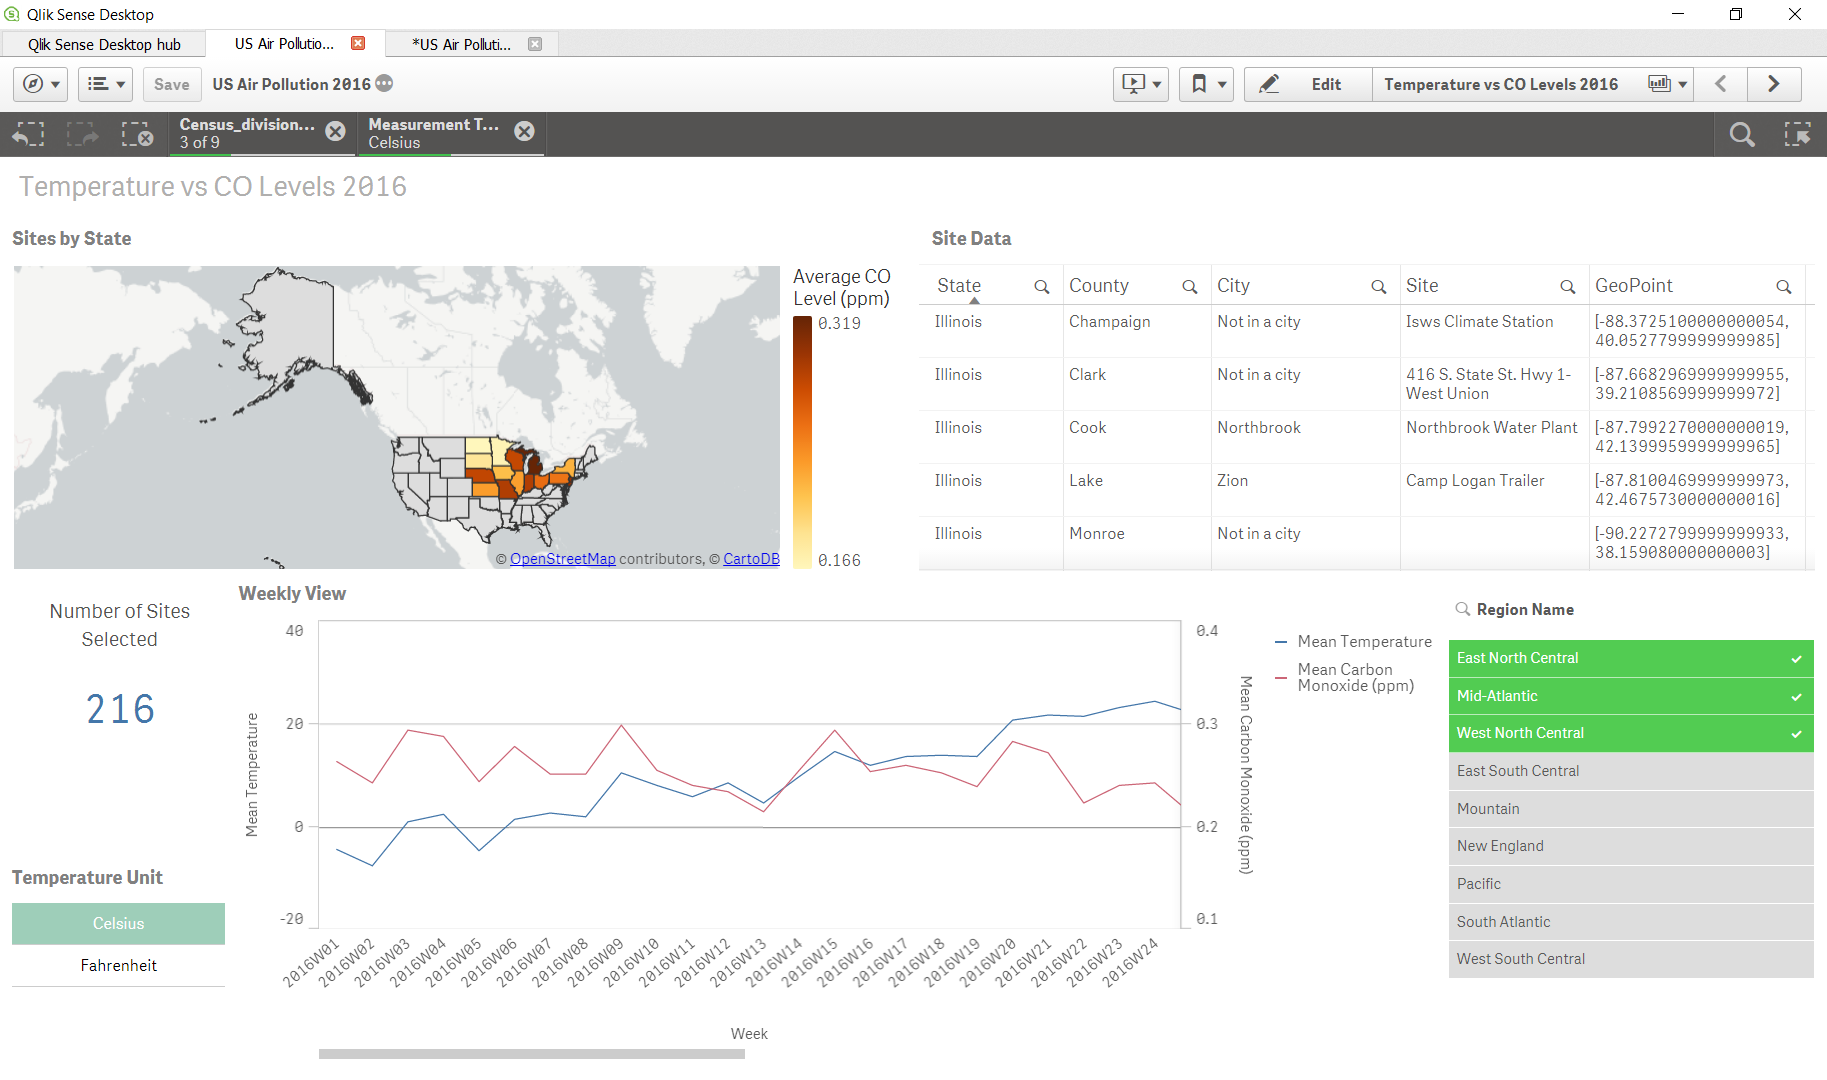 Qlik Sense Desktop
Qlik Sense Desktop hub
US Air Pollutio...
*US Air Polluti...
Save
US Air Pollution 2016
Edit
Temperature vs CO Levels 2016
Census_division...
3 of 9
Measurement T...
Celsius
Temperature vs CO Levels 2016
Sites by State
Average CO
Level (ppm)
0.319
0.166
© OpenStreetMap contributors, © CartoDB
Site Data
State County City Site GeoPoint
Illinois Champaign Not in a city Isws Climate Station [-88.3725100000000054,
40.0527799999999985]
Illinois Clark Not in a city 416 S. State St. Hwy 1- [-87.6682969999999955,
West Union 39.2108569999999972]
Illinois Cook Northbrook Northbrook Water Plant [-87.7992270000000019,
42.1399959999999965]
Illinois Lake Zion Camp Logan Trailer [-87.8100469999999973,
42.4675730000000016]
Illinois Monroe Not in a city [-90.2272799999999933,
38.159080000000003]
Number of Sites
Selected
216
Temperature Unit
Celsius
Fahrenheit
Weekly View
Mean Temperature
40
20
0
-20
0.4
0.3
0.2
0.1
Mean Carbon Monoxide (ppm)
Mean Temperature
Mean Carbon
Monoxide (ppm)
2016W01
2016W02
2016W03
2016W04
2016W05
2016W06
2016W07
2016W08
2016W09
2016W10
2016W11
2016W12
2016W13
2016W14
2016W15
2016W16
2016W17
2016W18
2016W19
2016W20
2016W21
2016W22
2016W23
2016W24
Week
Region Name
East North Central
Mid-Atlantic
West North Central
East South Central
Mountain
New England
Pacific
South Atlantic
West South Central